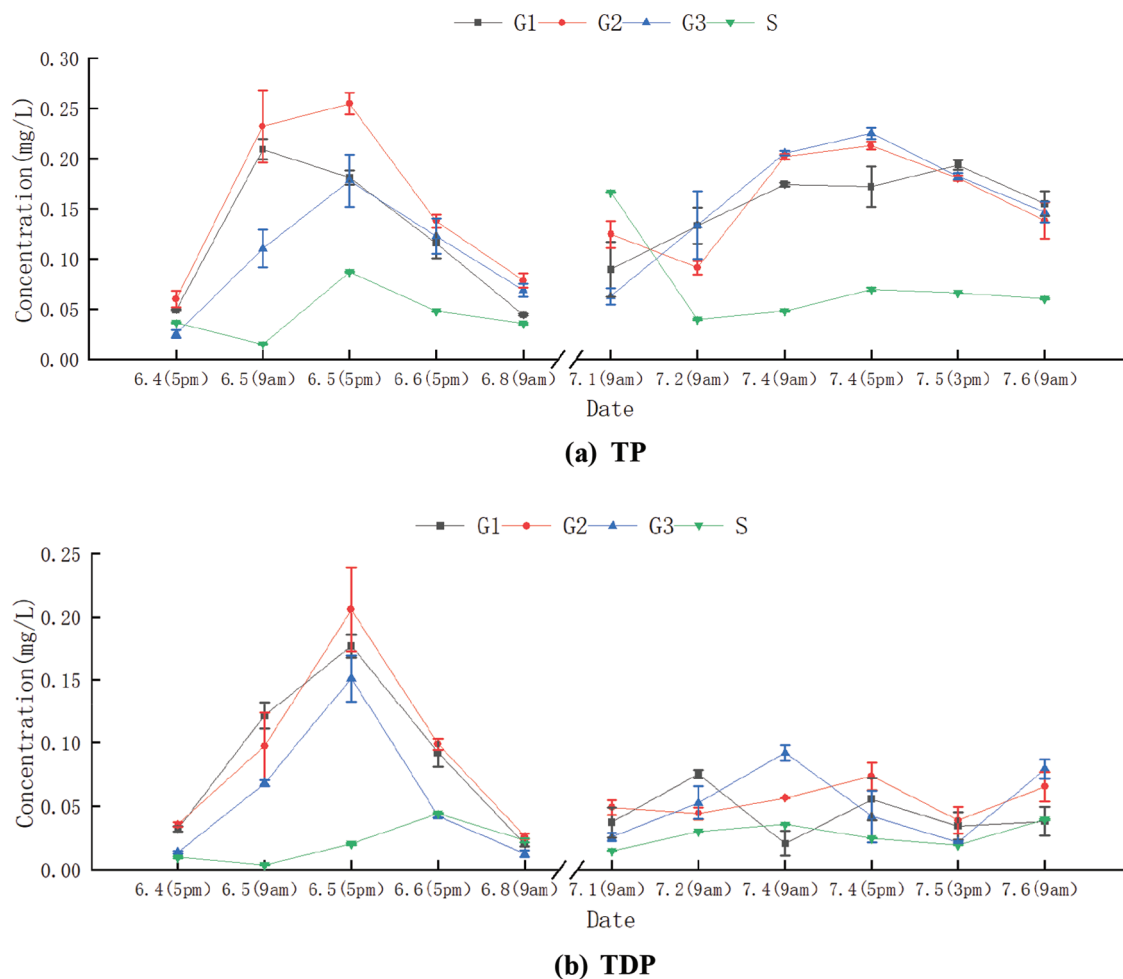 G1 G2 G3 S
0.30
0.25
0.20
0.15
0.10
0.05
0.00
Concentration(mg/L)
6.4(5pm) 6.5(9am) 6.5(5pm) 6.6(5pm) 6.8(9am) 7.1(9am) 7.2(9am) 7.4(9am) 7.4(5pm) 7.5(3pm) 7.6(9am)
Date
(a) TP
G1 G2 G3 S
0.25
0.20
0.15
0.10
0.05
0.00
Concentration(mg/L)
6.4(5pm) 6.5(9am) 6.5(5pm) 6.6(5pm) 6.8(9am) 7.1(9am) 7.2(9am) 7.4(9am) 7.4(5pm) 7.5(3pm) 7.6(9am)
Date
(b) TDP